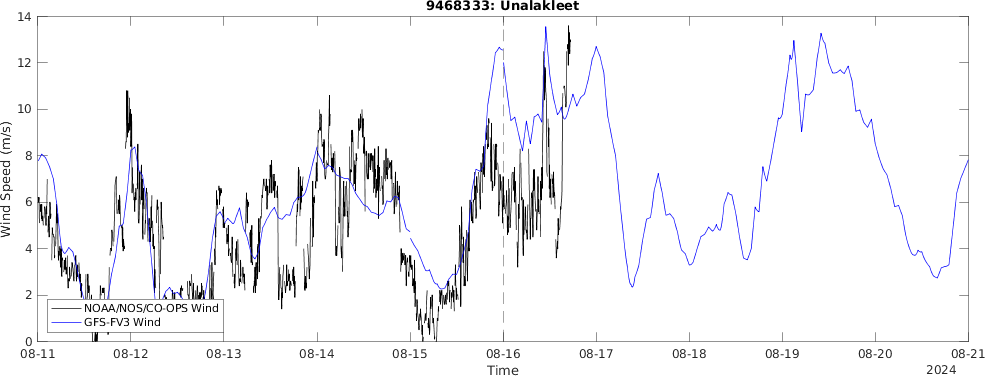 9468333: Unalakleet
14
12
10
8
6
4
2
0
Wind Speed (m/s)
NOAA/NOS/CO-OPS Wind
GFS-FV3 Wind
08-11 08-12 08-13 08-14 08-15 08-16 08-17 08-18 08-19 08-20 08-21
Time
2024